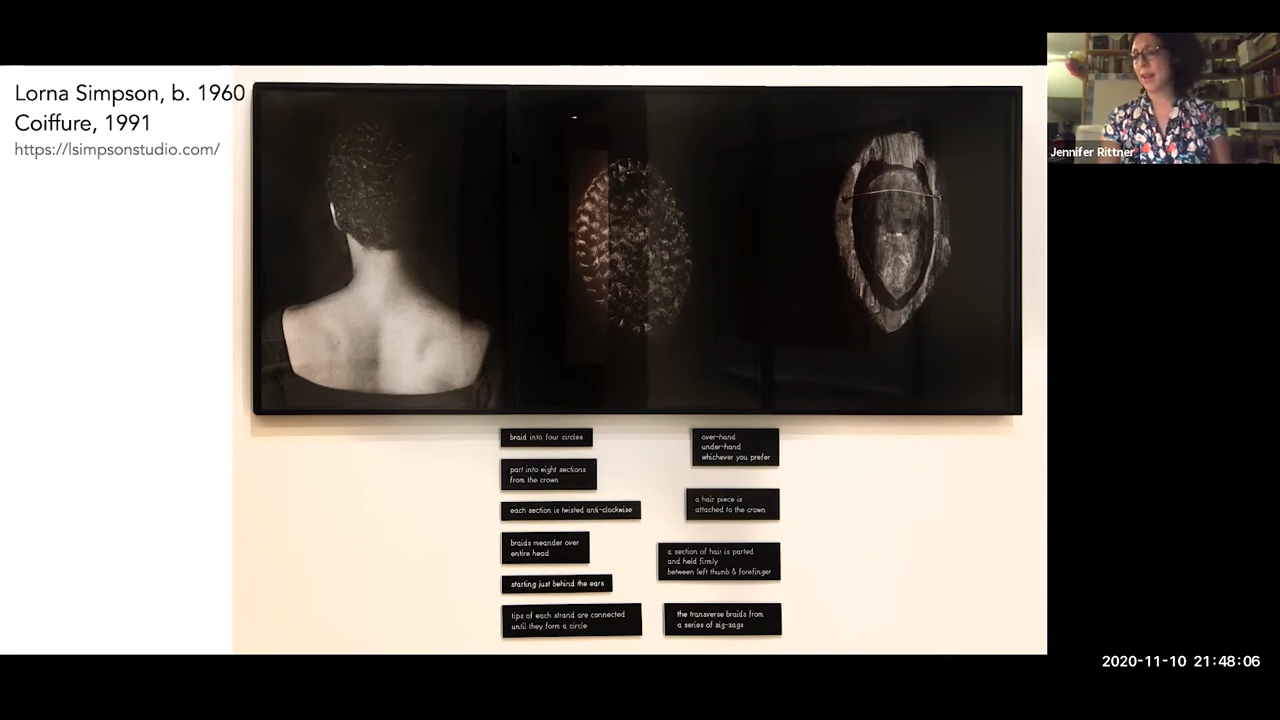 Lorna Simpson, b. 1960
Coiffure, 1991
https://lsimpsonstudio.com/
Jennifer Rittner
braid into four circles
part into eight sections
from the crown
each section is twisted anti-clockwise
braids meander over
entire head
starting just behind the ears
tips of each strand are connected
until they form a circle
over-hand
under-hand
whichever you prefer
a hair piece is
attached to the crown
a section of hair is parted
and held firmly
between left thumb & forefinger
the transverse braids from
a series of zig-zags
2020-11-10 21:48:06